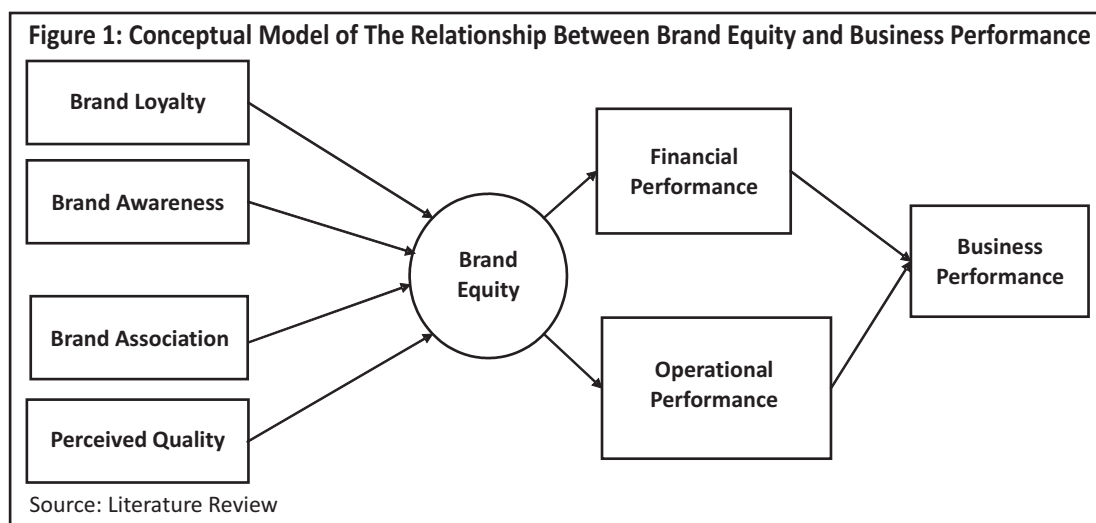 Figure 1: Conceptual Model of The Relationship Between Brand Equity and Business Performance
Brand Loyalty
Brand Awareness
Brand Association
Perceived Quality
Brand
Equity
Financial
Performance
Operational
Performance
Business
Performance
Source: Literature Review